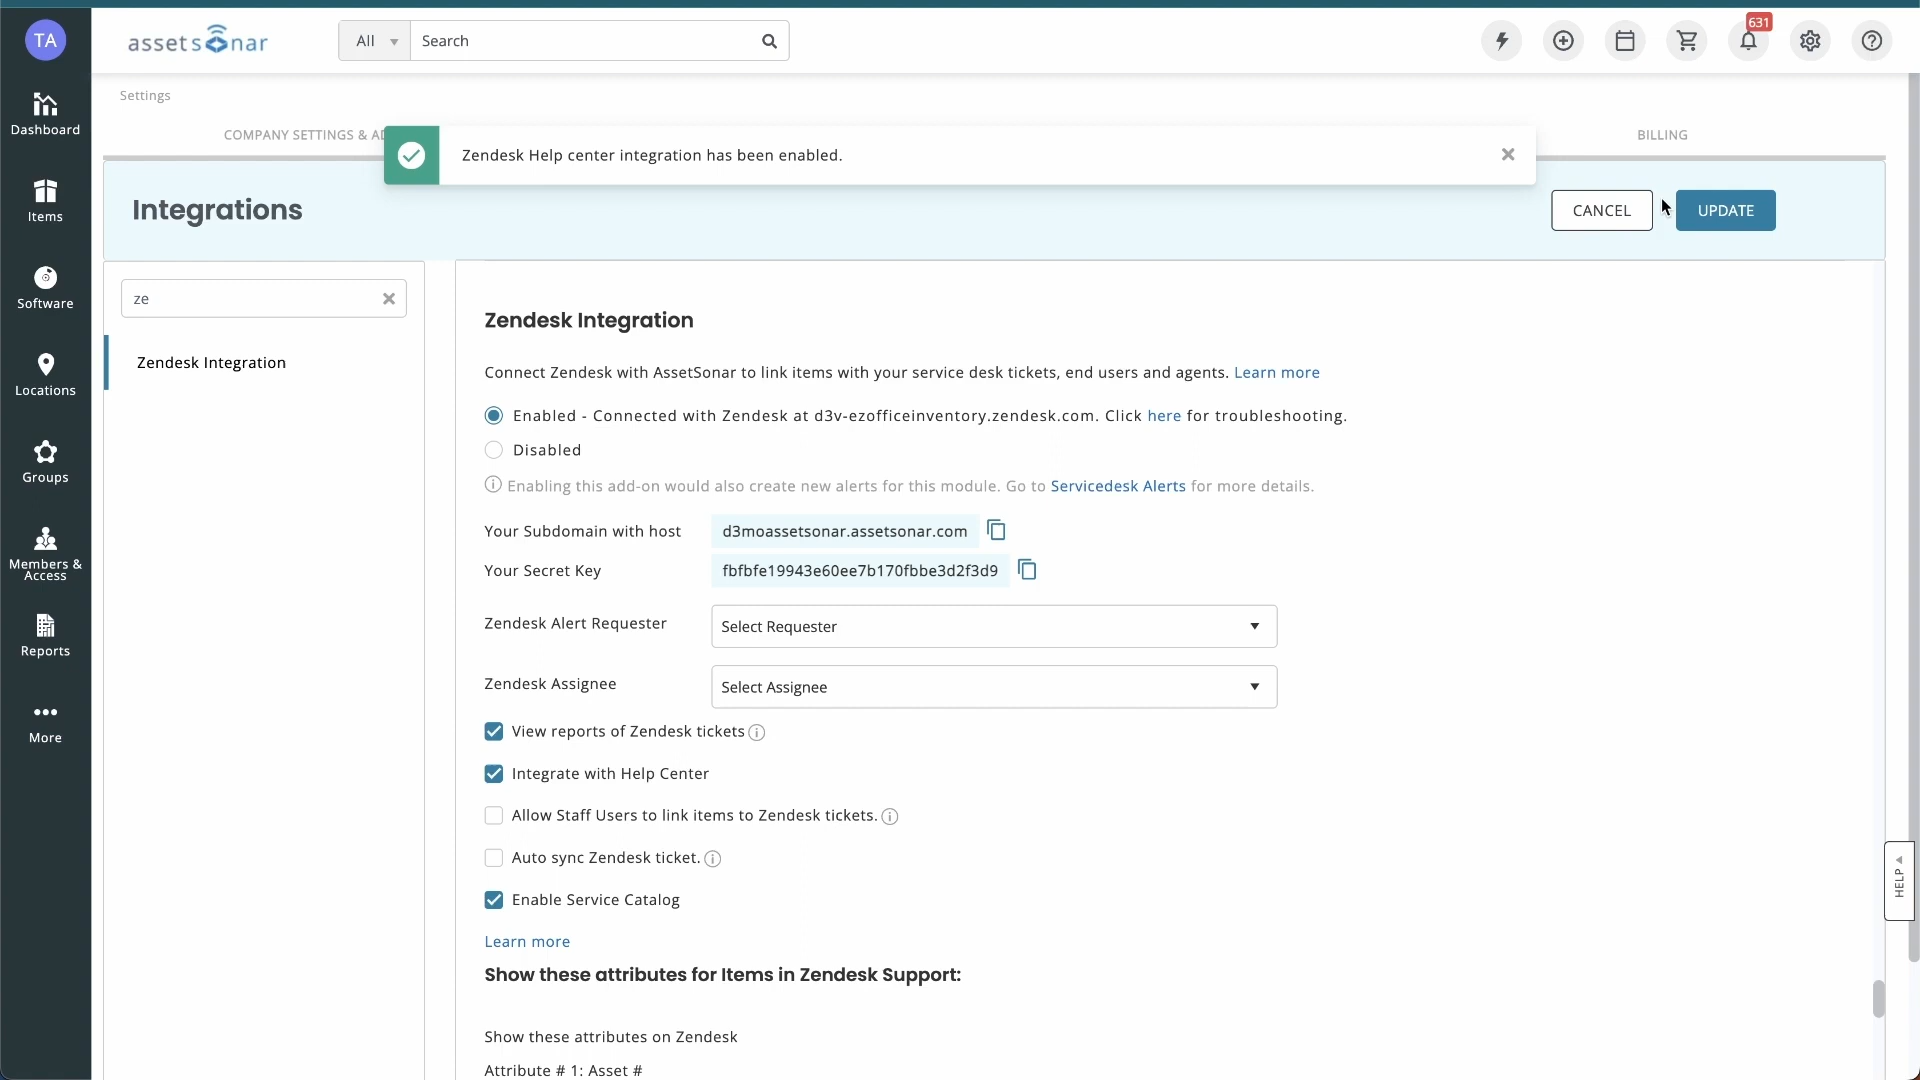 TA
assetsonar
All
Search
631
Dashboard
Items
Software
Locations
Groups
Members &
Access
Reports
More
Settings
COMPANY SETTINGS & AD
BILLING
Zendesk Help center integration has been enabled.
Integrations
CANCEL
UPDATE
ze
Zendesk Integration
Zendesk Integration
Connect Zendesk with AssetSonar to link items with your service desk tickets, end users and agents. Learn more
Enabled - Connected with Zendesk at d3v-ezofficeinventory.zendesk.com. Click here for troubleshooting.
Disabled
Enabling this add-on would also create new alerts for this module. Go to Servicedesk Alerts for more details.
Your Subdomain with host d3moassetsonar.assetsonar.com
Your Secret Key fbfbfe19943e60ee7b170fbbe3d2f3d9
Zendesk Alert Requester Select Requester
Zendesk Assignee Select Assignee
View reports of Zendesk tickets
Integrate with Help Center
Allow Staff Users to link items to Zendesk tickets.
Auto sync Zendesk ticket.
Enable Service Catalog
Learn more
Show these attributes for Items in Zendesk Support:
Show these attributes on Zendesk
Attribute # 1: Asset #
HELP